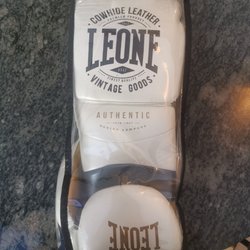 COWHIDE LEATHER
LEONE
VINTAGE GOODS
AUTHENTIC
LEONE